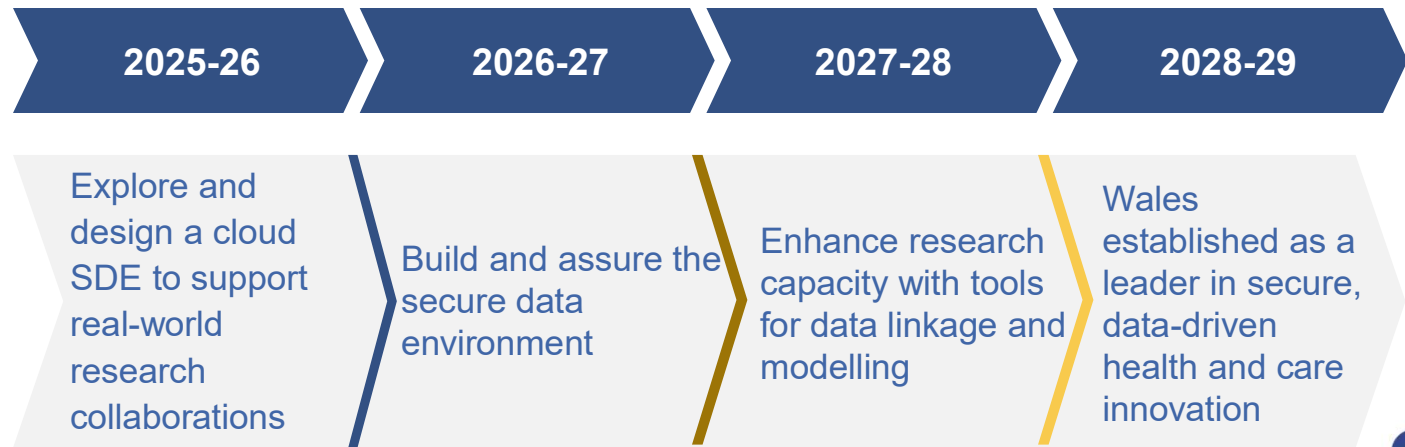 2025-26
2026-27
2027-28
2028-29
Explore and
design a cloud
SDE to support
real-world
research
collaborations
Build and assure the
secure data
environment
Enhance research
capacity with tools
for data linkage and
modelling
Wales
established as a
leader in secure,
data-driven
health and care
innovation